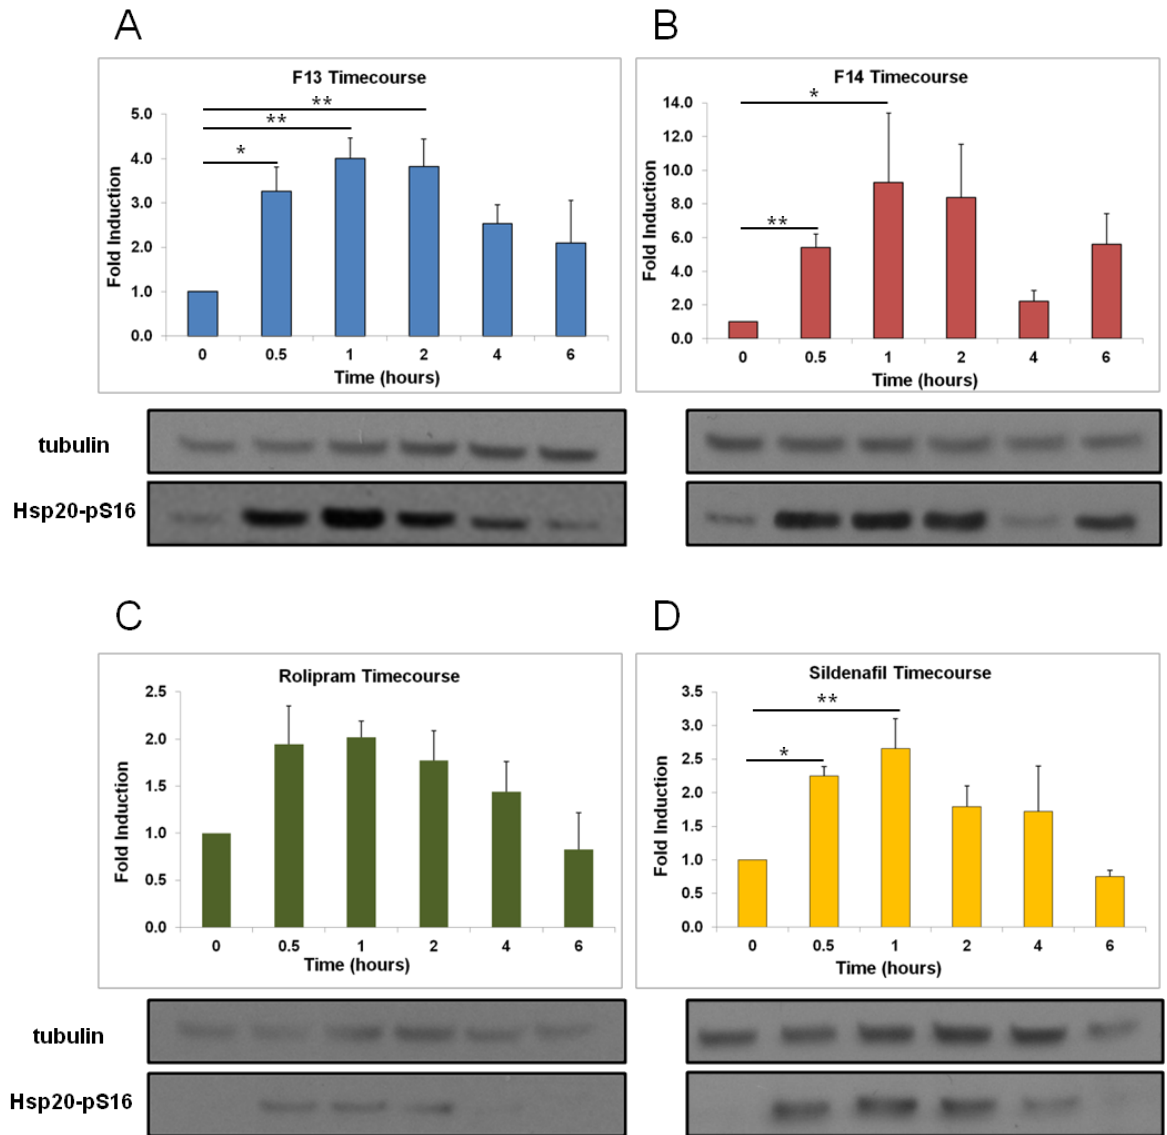 A
F13 Timecourse
**
**
*
5.0
4.0
3.0
2.0
1.0
0.0
Fold Induction
0 0.5 1 2 4 6
Time (hours)
B
F14 Timecourse
*
**
14.0
12.0
10.0
8.0
6.0
4.0
2.0
0.0
Fold Induction
0 0.5 1 2 4 6
Time (hours)
tubulin
Hsp20-pS16
C
Rolipram Timecourse
2.5
2.0
1.5
1.0
0.5
0.0
Fold Induction
0 0.5 1 2 4 6
Time (hours)
D
Sildenafil Timecourse
**
*
3.5
3.0
2.5
2.0
1.5
1.0
0.5
0.0
Fold Induction
0 0.5 1 2 4 6
Time (hours)
tubulin
Hsp20-pS16